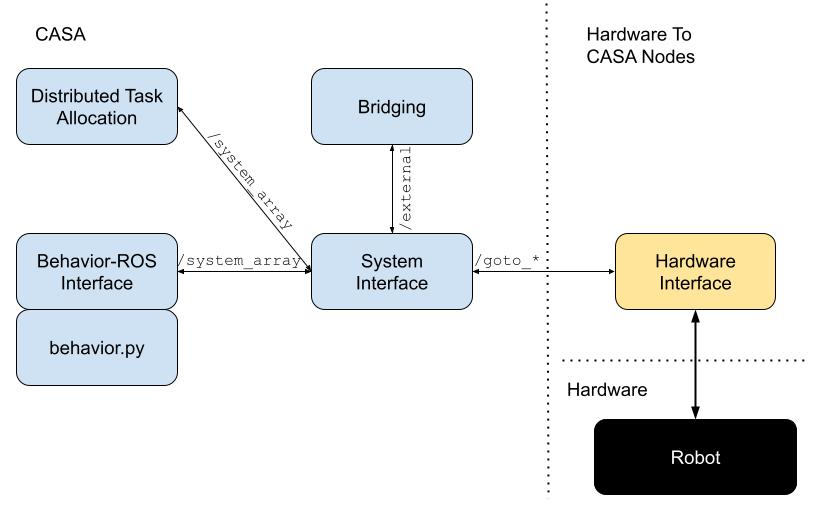 CASA
Hardware To
CASA Nodes
Distributed Task
Allocation
Bridging
/system_array
/external
Behavior-ROS
Interface
/system_array
System
Interface
/goto_*
Hardware
Interface
behavior.py
Hardware
Robot